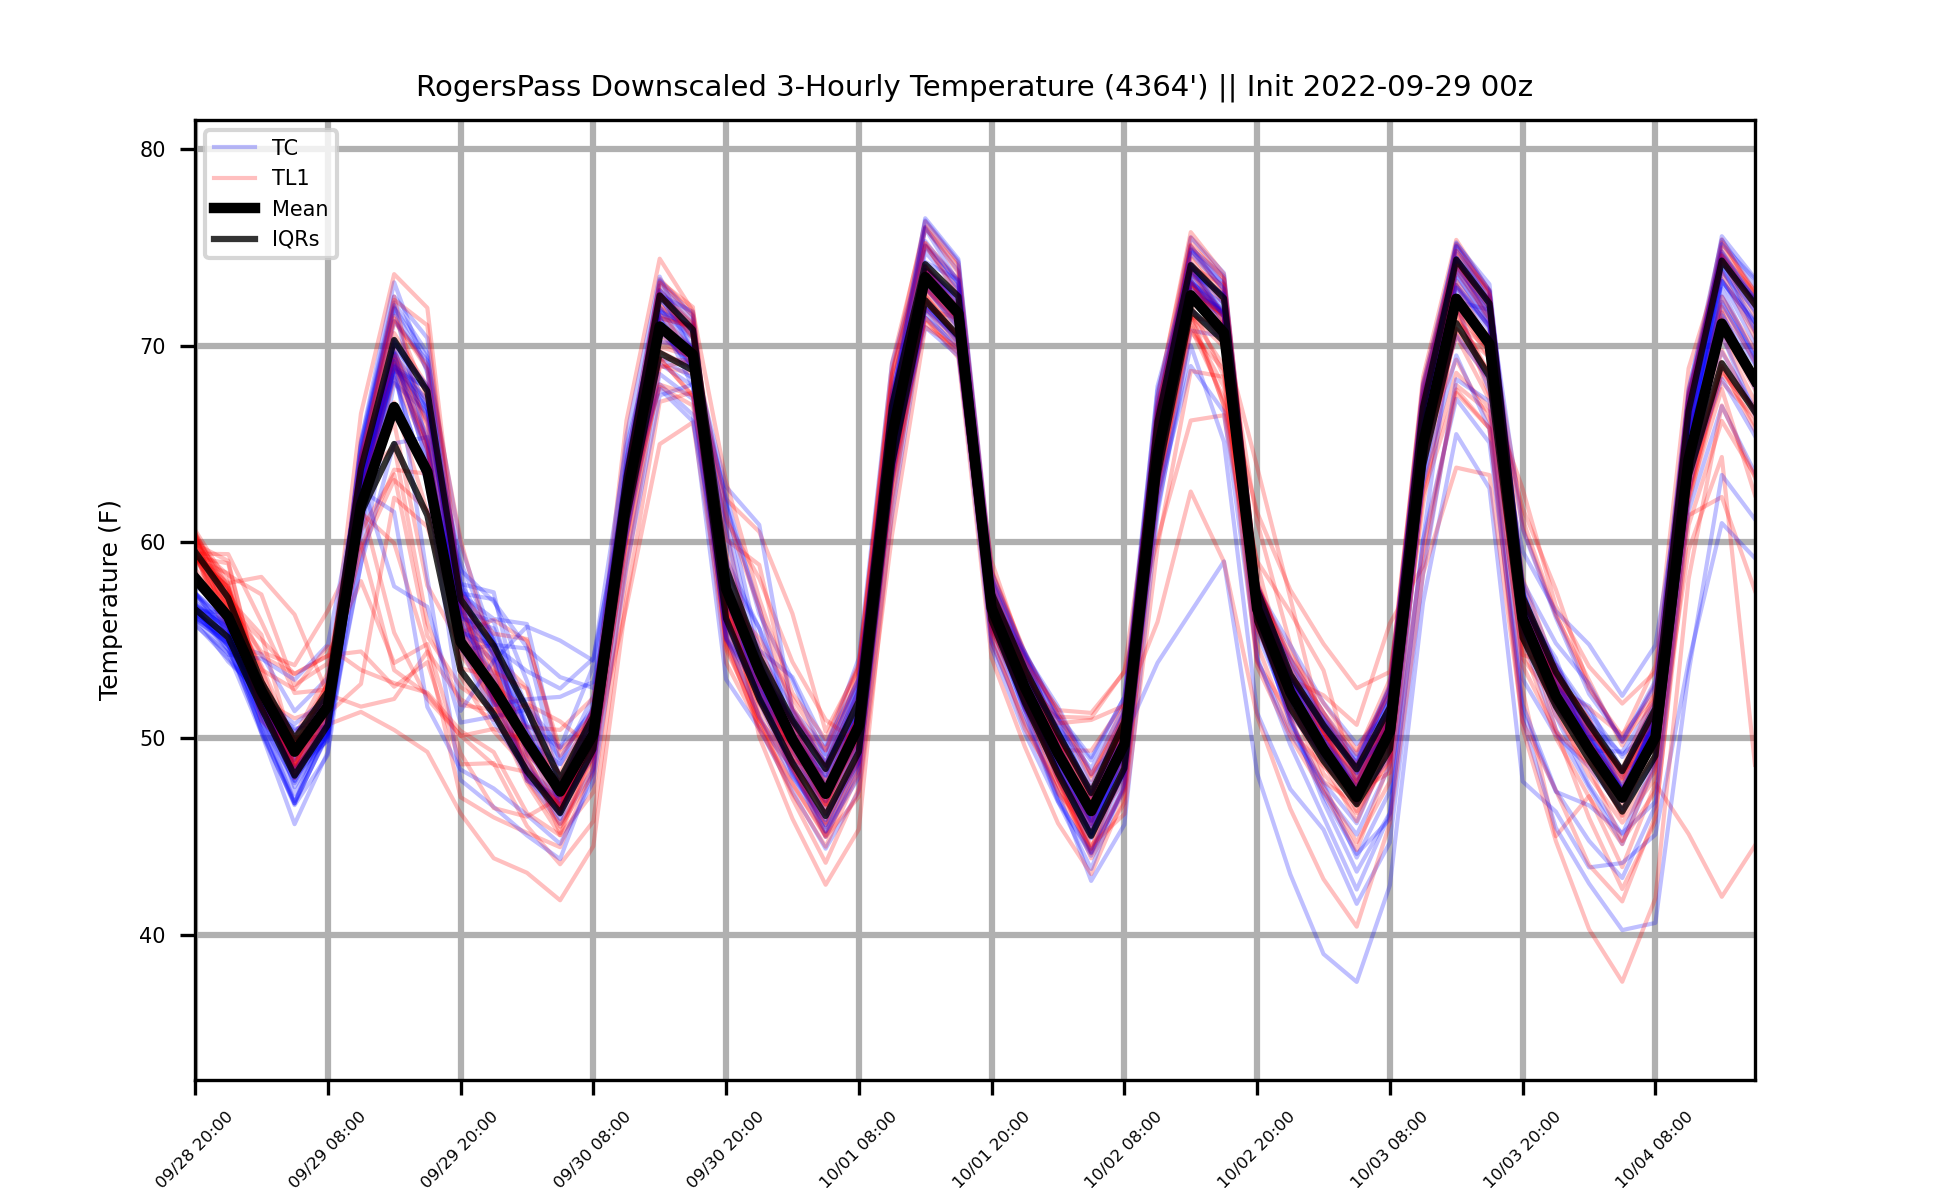 RogersPass Downscaled 3-Hourly Temperature (4364') || Init 2022-09-29 00z
TC
TL1
Mean
IQRs
Temperature (F)
80
70
60
50
40
09/28 20:00
09/29 08:00
09/29 20:00
09/30 08:00
09/30 20:00
10/01 08:00
10/01 20:00
10/02 08:00
10/02 20:00
10/03 08:00
10/03 20:00
10/04 08:00